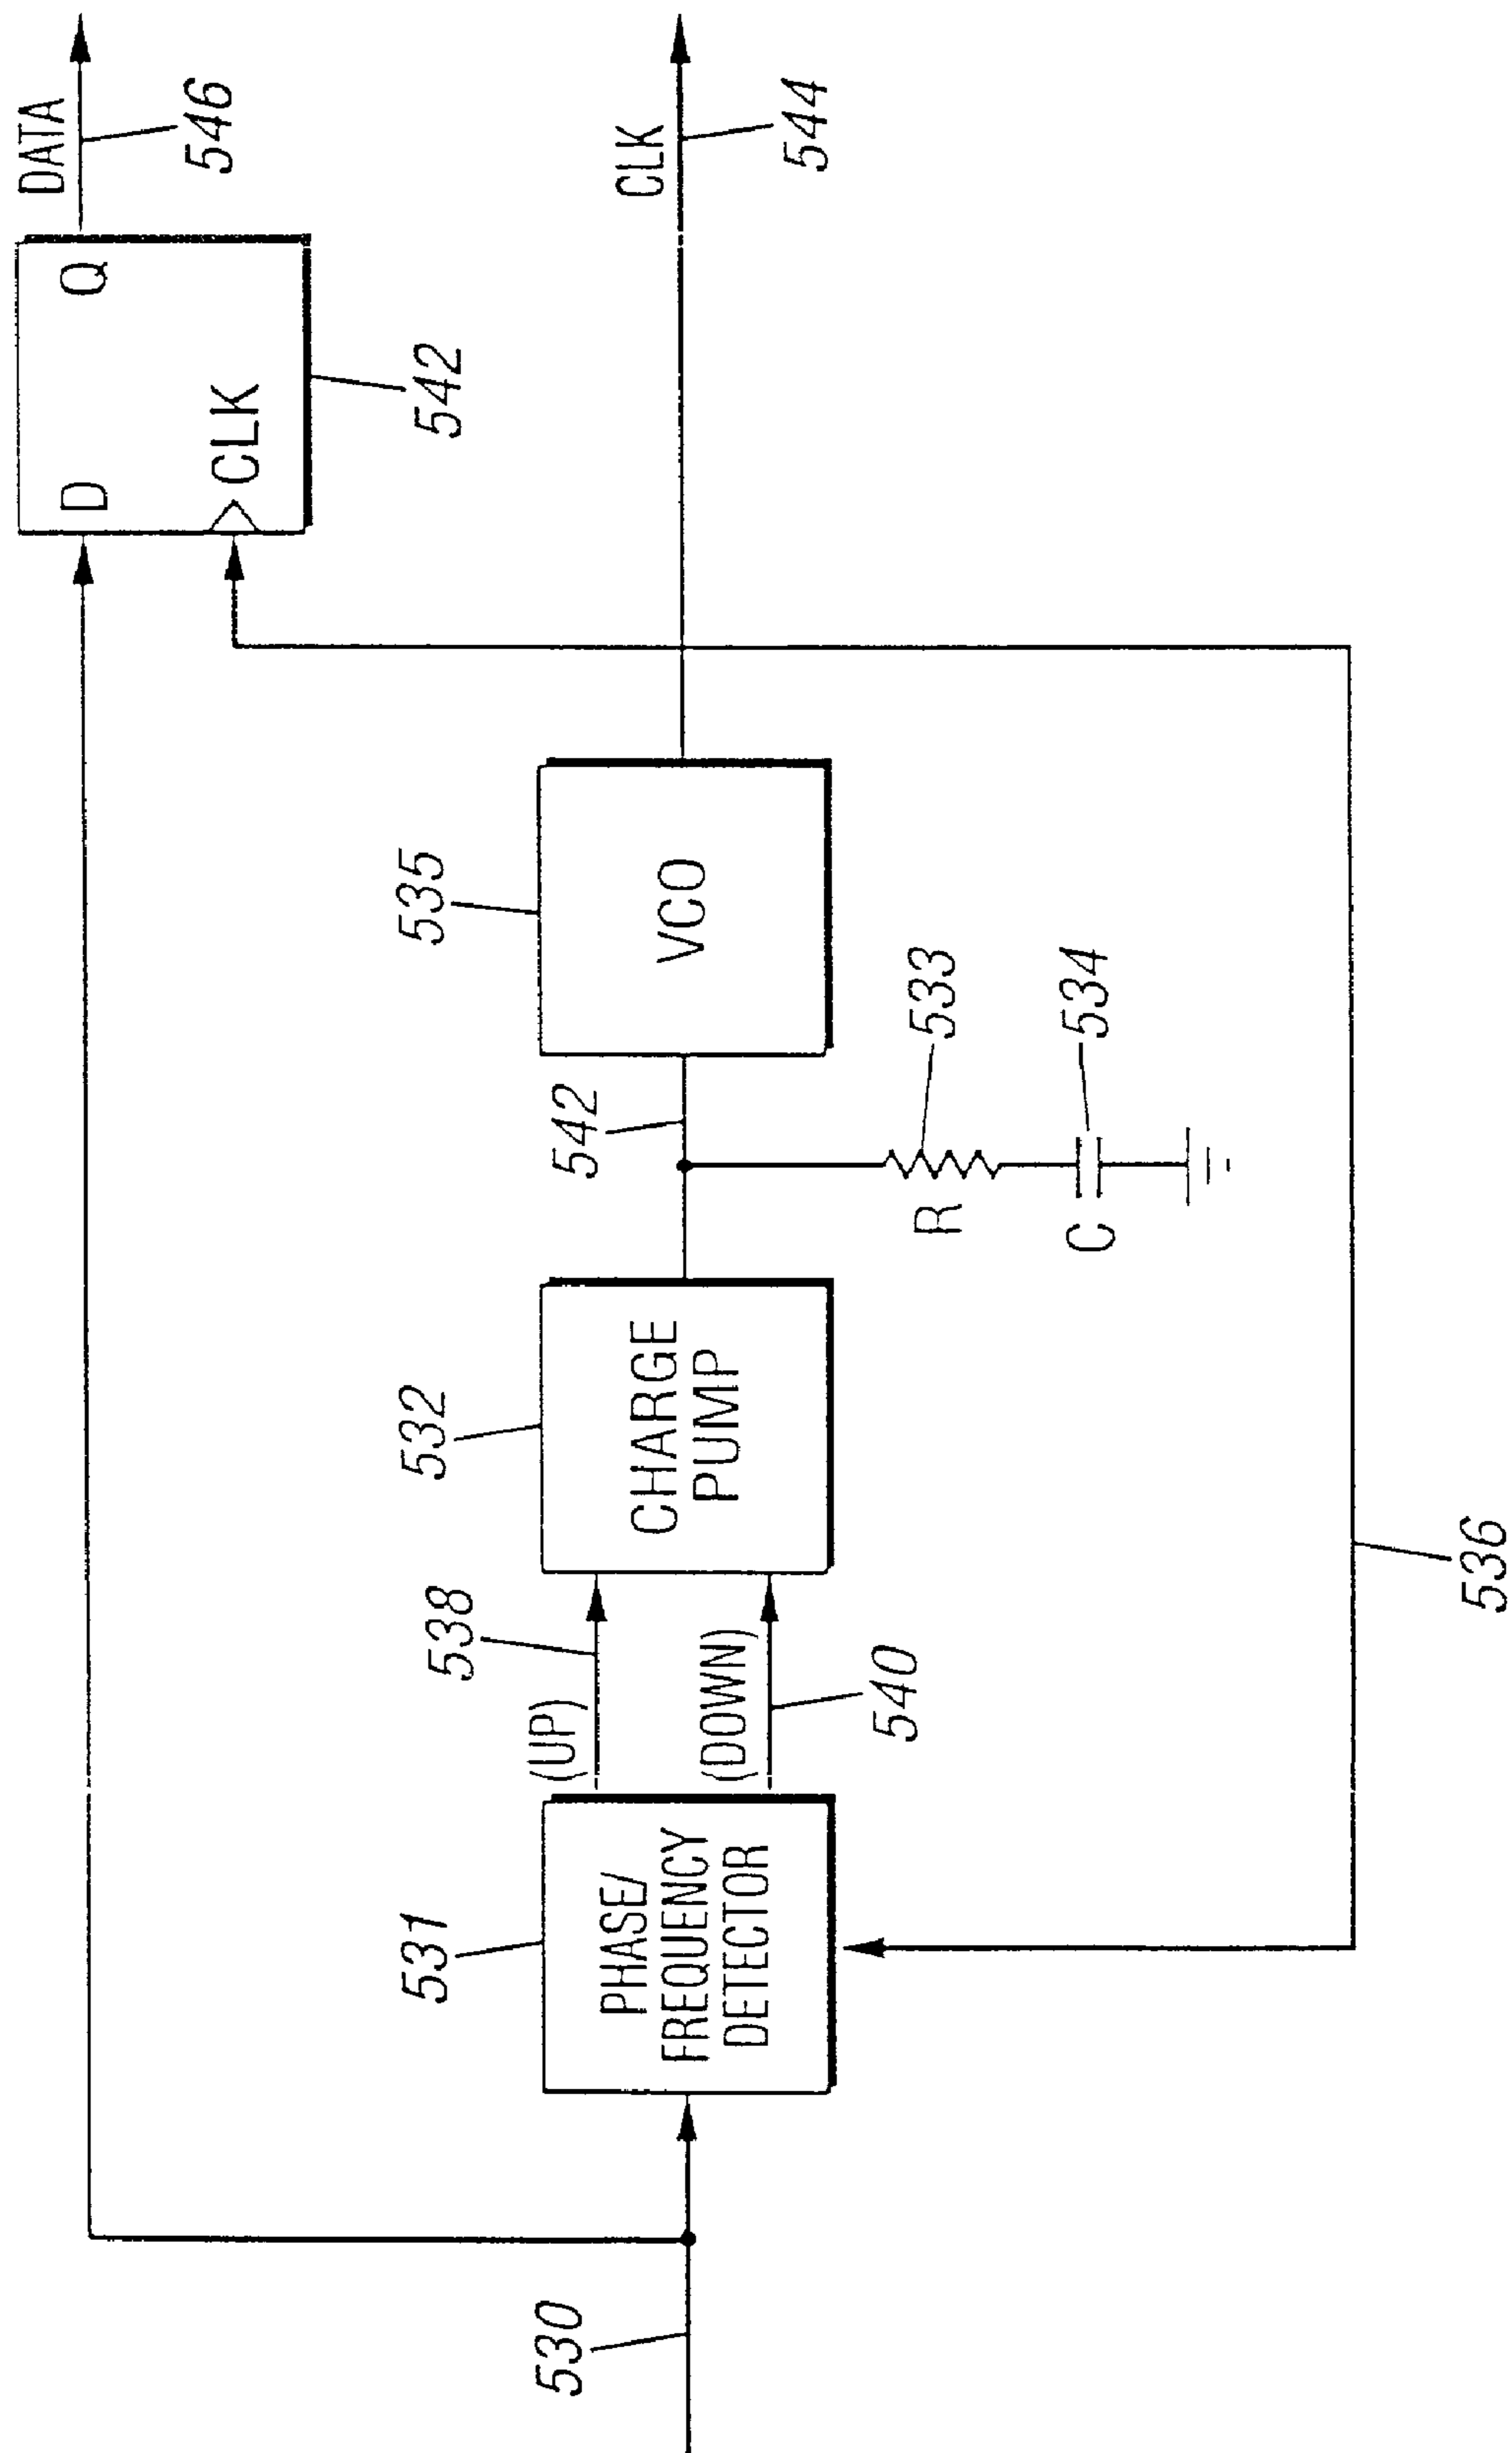 DATA
546
D
Q
CLK
542
CLK
544
535
VCO
542
533
R
534
C
532
CHARGE
PUMP
538
(UP)
(DOWN)
540
531
PHASE/
FREQUENCY
DETECTOR
530
536